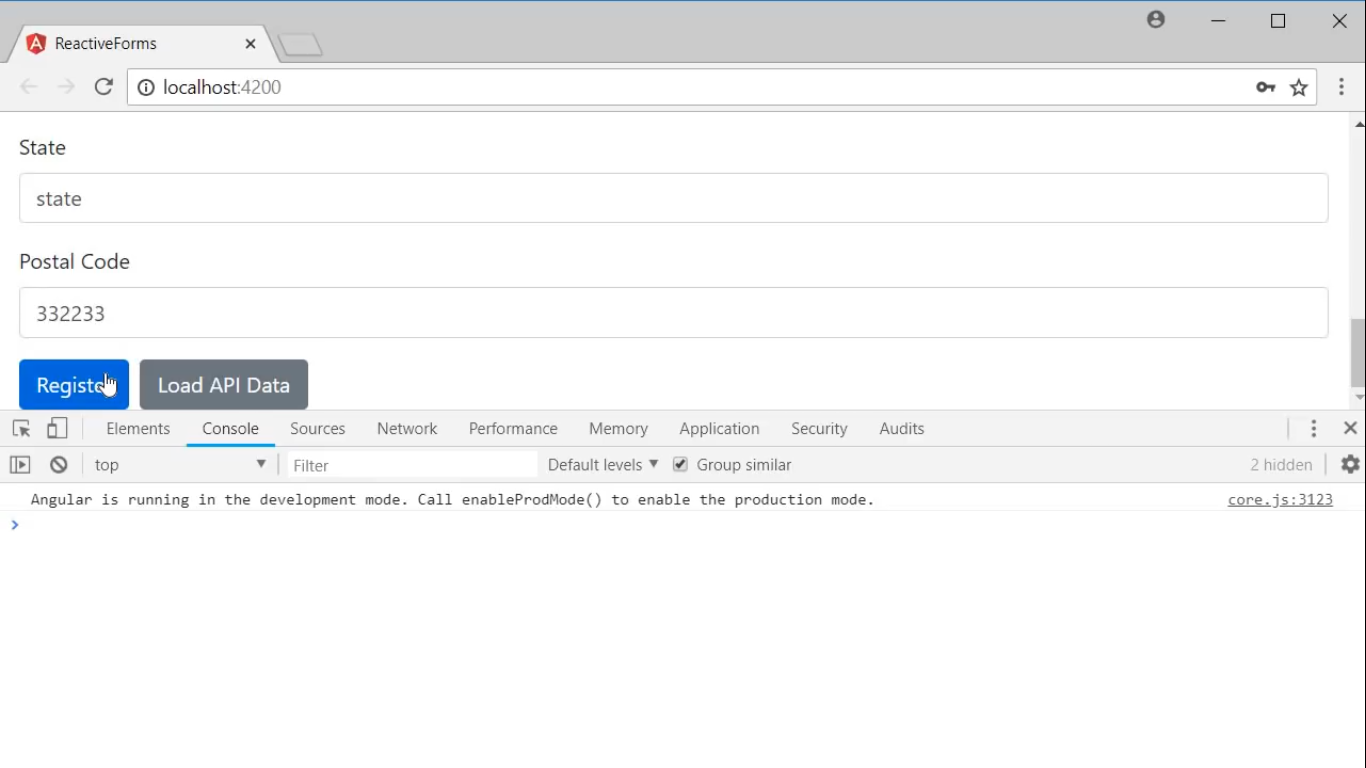 ReactiveForms
localhost:4200
State
state
Postal Code
332233
Register Load API Data
Elements Console Sources Network Performance Memory Application Security Audits
top Filter Default levels Group similar 2 hidden
Angular is running in the development mode. Call enableProdMode() to enable the production mode. core.js:3123